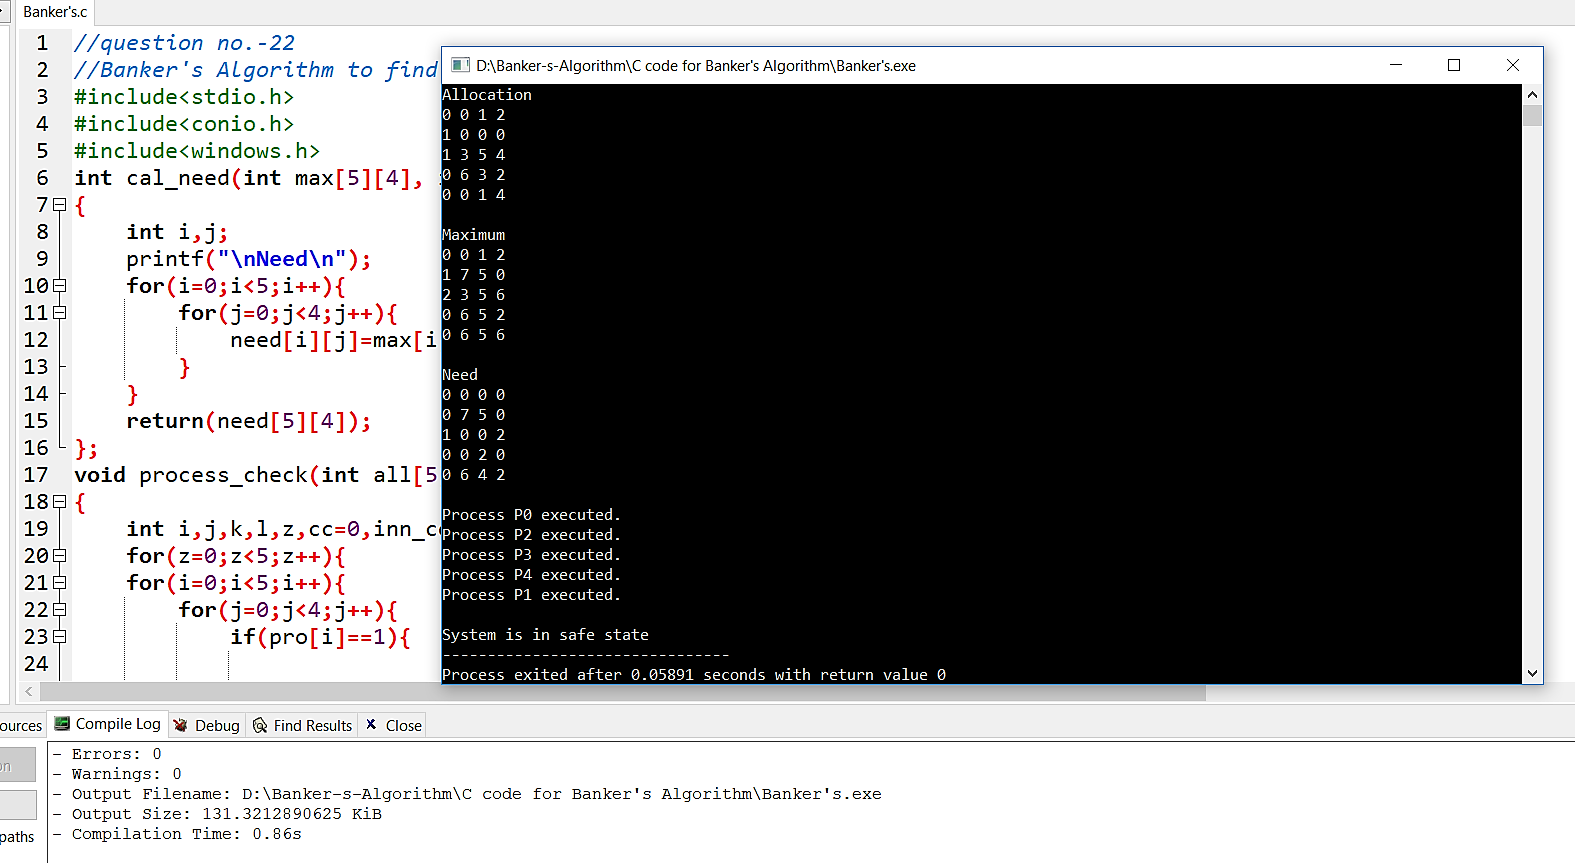 Banker's.c
1 //question no.-22
2 //Banker's Algorithm to find
3 #include<stdio.h>
4 #include<conio.h>
5 #include<windows.h>
6 int cal_need(int max[5][4],
7 {
8 int i,j;
9 printf("\nNeed\n");
10 for(i=0;i<5;i++){
11 for(j=0;j<4;j++){
12 need[i][j]=max[i
13 }
14 }
15 return(need[5][4]);
16 };
17 void process_check(int all[5
18 {
19 int i,j,k,l,z,cc=0,inn_c
20 for(z=0;z<5;z++){
21 for(i=0;i<5;i++){
22 for(j=0;j<4;j++){
23 if(pro[i]==1){
24
D:\Banker-s-Algorithm\C code for Banker's Algorithm\Banker's.exe
Allocation
0 0 1 2
1 0 0 0
1 3 5 4
0 6 3 2
0 0 1 4
Maximum
0 0 1 2
1 7 5 0
2 3 5 6
0 6 5 2
0 6 5 6
Need
0 0 0 0
0 7 5 0
1 0 0 2
0 0 2 0
0 6 4 2
Process P0 executed.
Process P2 executed.
Process P3 executed.
Process P4 executed.
Process P1 executed.
System is in safe state
--------------------------------
Process exited after 0.05891 seconds with return value 0
ources Compile Log Debug Find Results Close
- Errors: 0
- Warnings: 0
- Output Filename: D:\Banker-s-Algorithm\C code for Banker's Algorithm\Banker's.exe
- Output Size: 131.3212890625 KiB
- Compilation Time: 0.86s
on
paths